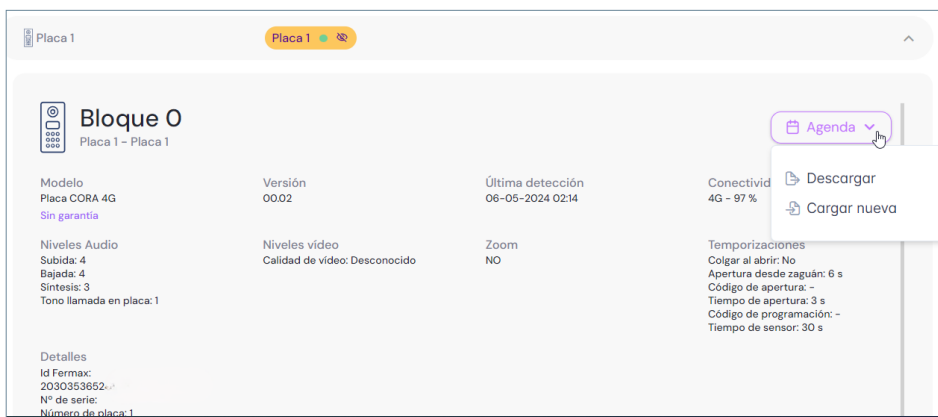 Placa 1
Placa 1
Bloque 0
Placa 1 - Placa 1
Agenda
Descargar
Cargar nueva
Modelo
Placa CORA 4G
Sin garantía
Versión
00.02
Última detección
06-05-2024 02:14
Conectivid
4G - 97 %
Niveles Audio
Subida: 4
Bajada: 4
Síntesis: 3
Tono llamada en placa: 1
Niveles vídeo
Calidad de vídeo: Desconocido
Zoom
NO
Temporizaciones
Colgar al abrir: No
Apertura desde zaguán: 6 s
Código de apertura: -
Tiempo de apertura: 3 s
Código de programación: -
Tiempo de sensor: 30 s
Detalles
Id Fermax:
2030353652
Nº de serie:
Número de placa: 1